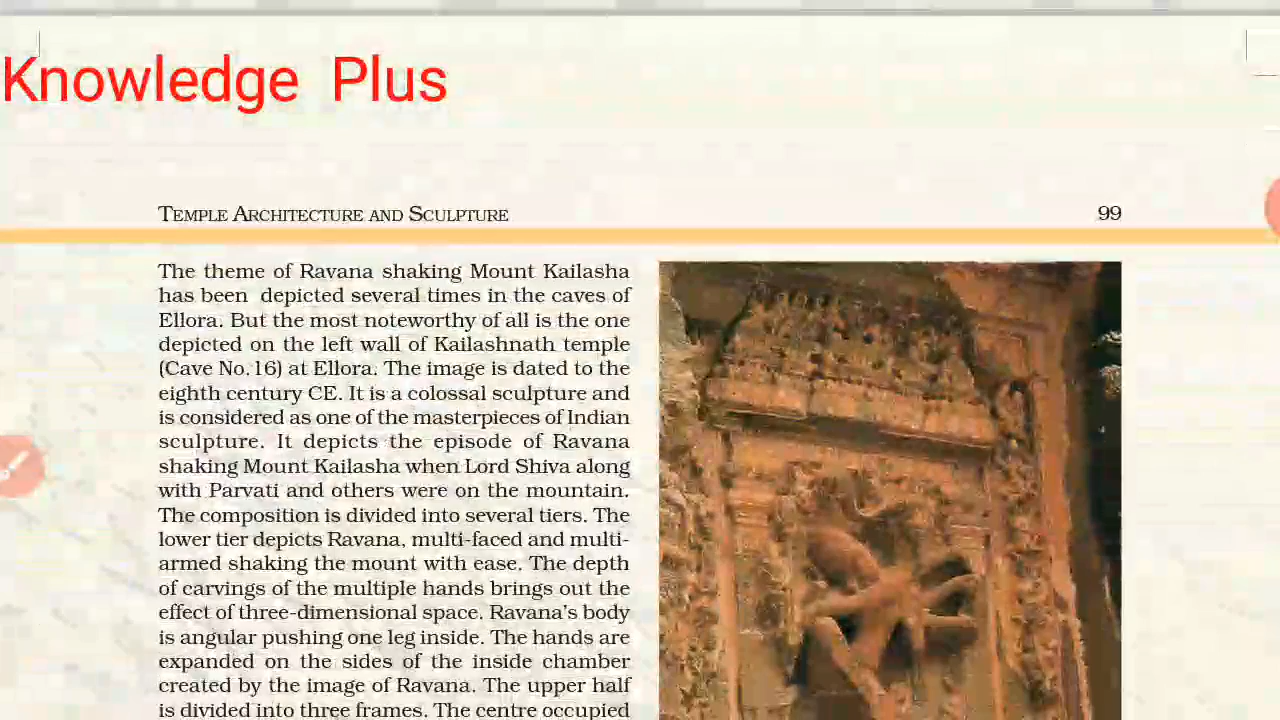 Knowledge Plus
TEMPLE ARCHITECTURE AND SCULPTURE 99
The theme of Ravana shaking Mount Kailasha
has been depicted several times in the caves of
Ellora. But the most noteworthy of all is the one
depicted on the left wall of Kailashnath temple
(Cave No.16) at Ellora. The image is dated to the
eighth century CE. It is a colossal sculpture and
is considered as one of the masterpieces of Indian
sculpture. It depicts the episode of Ravana
shaking Mount Kailasha when Lord Shiva along
with Parvati and others were on the mountain.
The composition is divided into several tiers. The
lower tier depicts Ravana, multi-faced and multi-
armed shaking the mount with ease. The depth
of carvings of the multiple hands brings out the
effect of three-dimensional space. Ravana's body
is angular pushing one leg inside. The hands are
expanded on the sides of the inside chamber
created by the image of Ravana. The upper half
is divided into three frames. The centre occupied